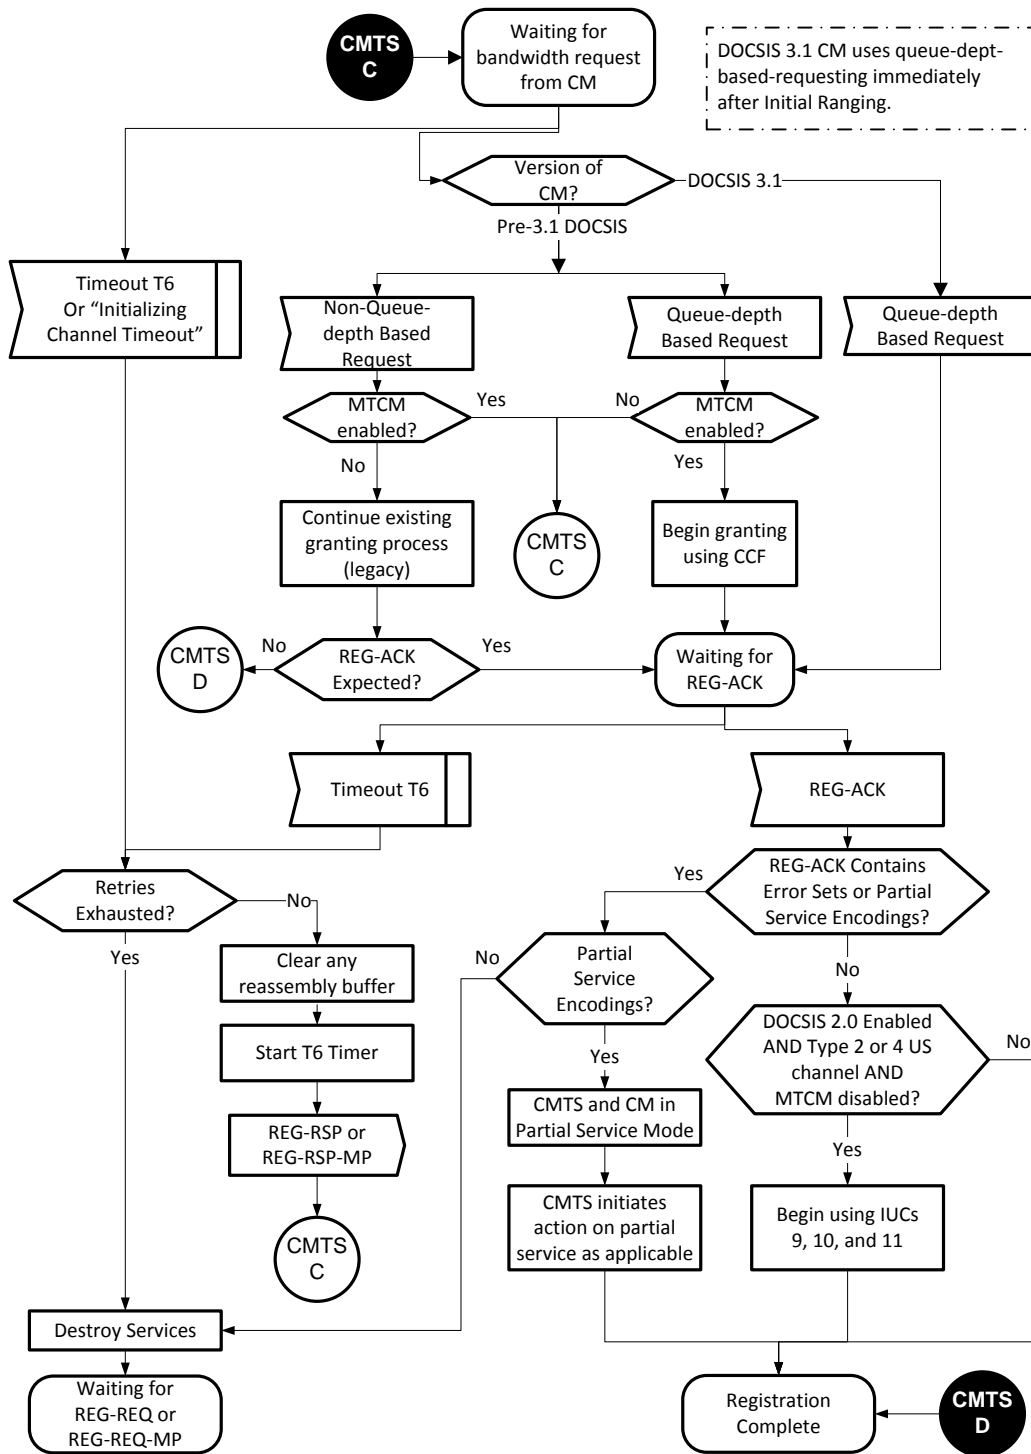 CMTS
C
Waiting for
bandwidth request
from CM
DOCSIS 3.1 CM uses queue-dept-
based-requesting immediately
after Initial Ranging.
Version of
CM?
DOCSIS 3.1
Pre-3.1 DOCSIS
Timeout T6
Or “Initializing
Channel Timeout”
Non-Queue-
depth Based
Request
Queue-depth
Based Request
Queue-depth
Based Request
MTCM
enabled?
Yes
No
MTCM
enabled?
No
Yes
Continue existing
granting process
(legacy)
CMTS
C
Begin granting
using CCF
CMTS
D
No
REG-ACK
Expected?
Yes
Waiting for
REG-ACK
Timeout T6
REG-ACK
Retries
Exhausted?
No
Yes
REG-ACK Contains
Error Sets or Partial
Service Encodings?
Yes
No
Clear any
reassembly buffer
No
Partial
Service
Encodings?
Yes
DOCSIS 2.0 Enabled
AND Type 2 or 4 US
channel AND
MTCM disabled?
No
Yes
Start T6 Timer
REG-RSP or
REG-RSP-MP
CMTS
C
CMTS and CM in
Partial Service Mode
CMTS initiates
action on partial
service as applicable
Begin using IUCs
9, 10, and 11
Destroy Services
Waiting for
REG-REQ or
REG-REQ-MP
Registration
Complete
CMTS
D